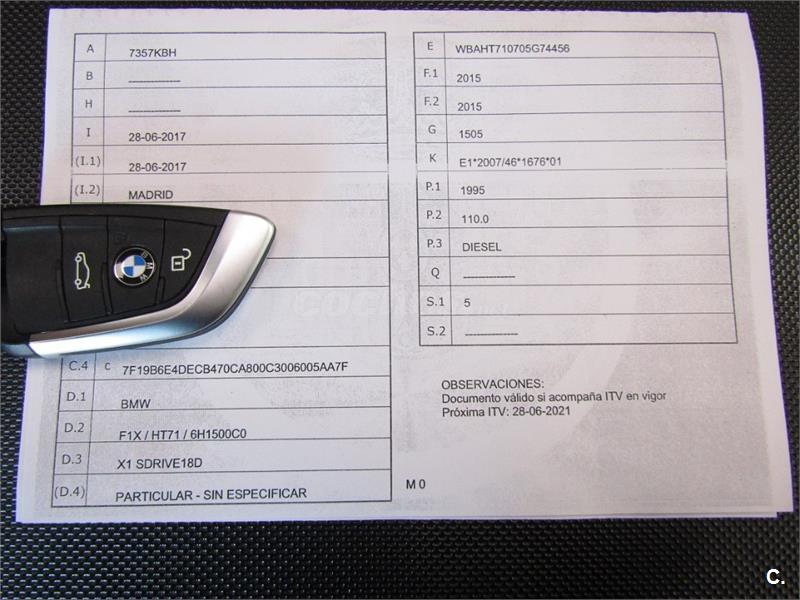 A 7357KBH
B ---------------
H ---------------
I 28-06-2017
(I.1) 28-06-2017
(I.2) MADRID
BMW
C.4 c 7F19B6E4DECB470CA800C3006005AA7F
D.1 BMW
D.2 F1X / HT71 / 6H1500C0
D.3 X1 SDRIVE18D
(D.4) PARTICULAR - SIN ESPECIFICAR
E WBAHT710705G74456
F.1 2015
F.2 2015
G 1505
K E1*2007/46*1676*01
P.1 1995
P.2 110.0
P.3 DIESEL
Q ---------------
S.1 5
S.2 ---------------
OBSERVACIONES:
Documento válido si acompaña ITV en vigor
Próxima ITV: 28-06-2021
M 0
C.